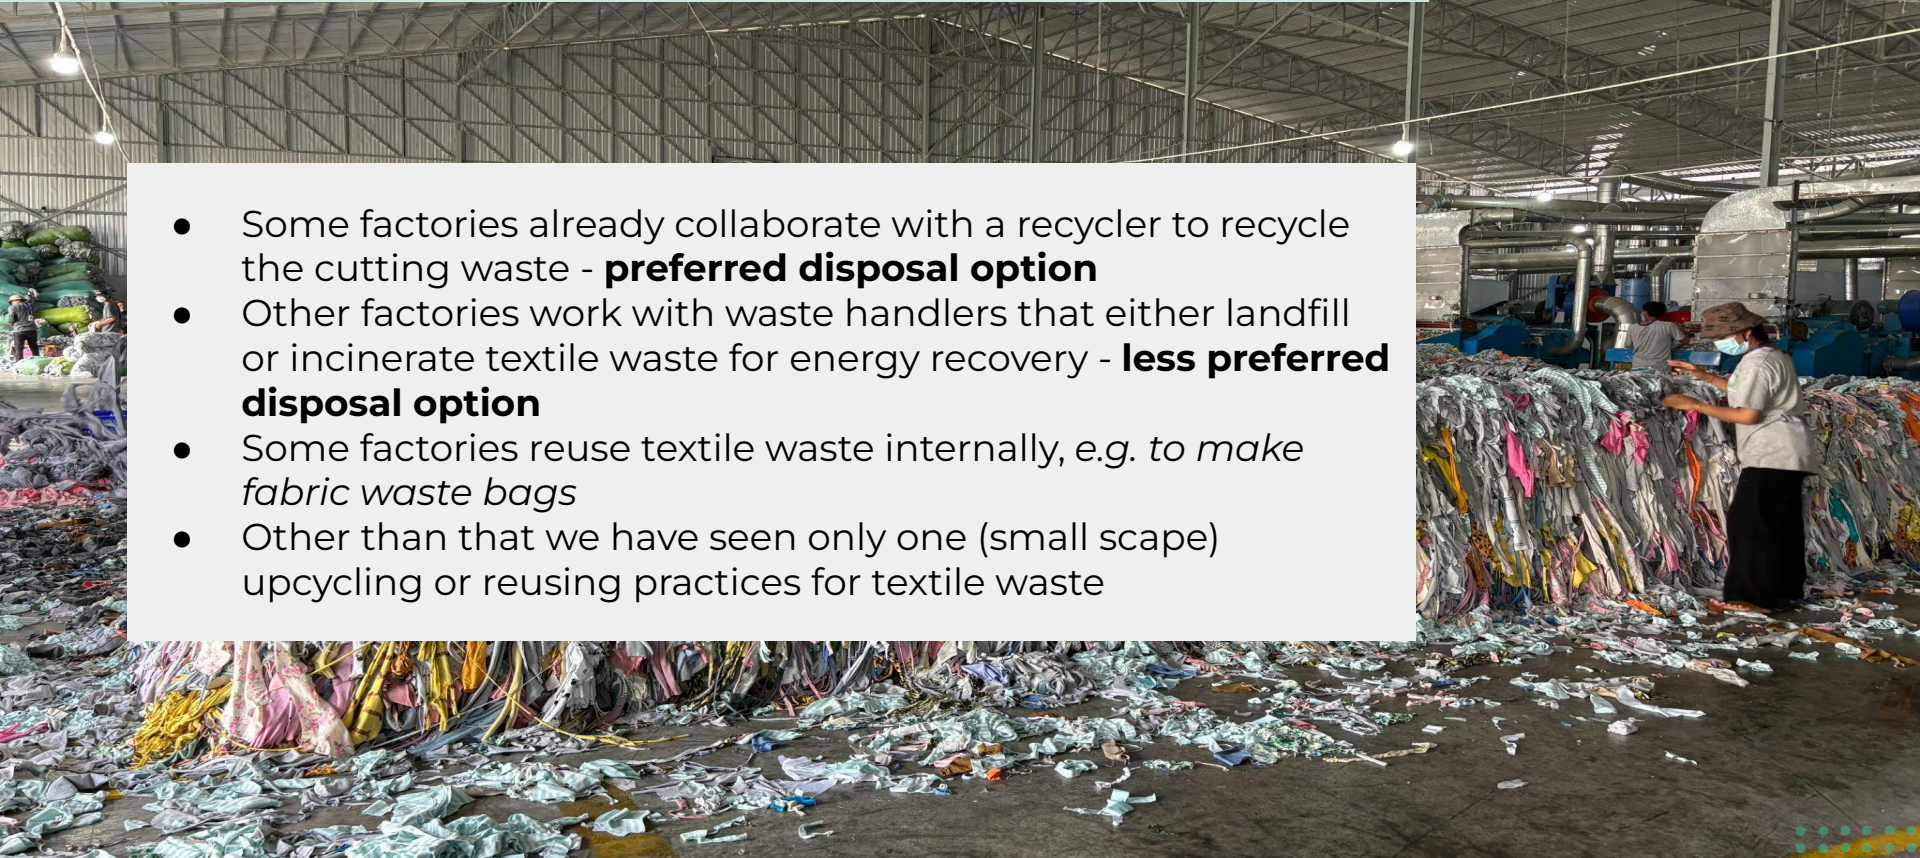 ● Some factories already collaborate with a recycler to recycle
the cutting waste - preferred disposal option
● Other factories work with waste handlers that either landfill
or incinerate textile waste for energy recovery - less preferred
disposal option
● Some factories reuse textile waste internally, e.g. to make
fabric waste bags
● Other than that we have seen only one (small scape)
upcycling or reusing practices for textile waste